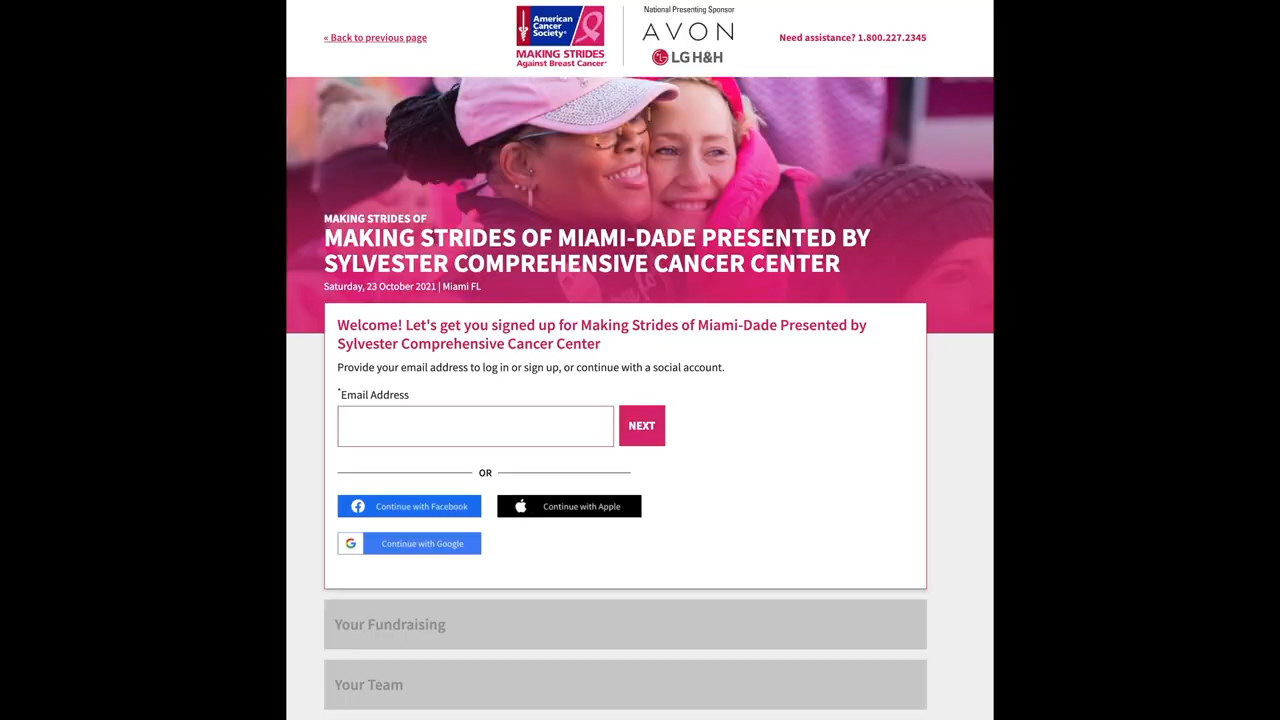 « Back to previous page
American
Cancer
Society®
MAKING STRIDES
Against Breast Cancer®
National Presenting Sponsor
AVON
LG H&H
Need assistance? 1.800.227.2345
MAKING STRIDES OF
MAKING STRIDES OF MIAMI-DADE PRESENTED BY
SYLVESTER COMPREHENSIVE CANCER CENTER
Saturday, 23 October 2021 | Miami FL
Welcome! Let's get you signed up for Making Strides of Miami-Dade Presented by
Sylvester Comprehensive Cancer Center
Provide your email address to log in or sign up, or continue with a social account.
*Email Address
NEXT
OR
Continue with Facebook
Continue with Apple
Continue with Google
Your Fundraising
Your Team